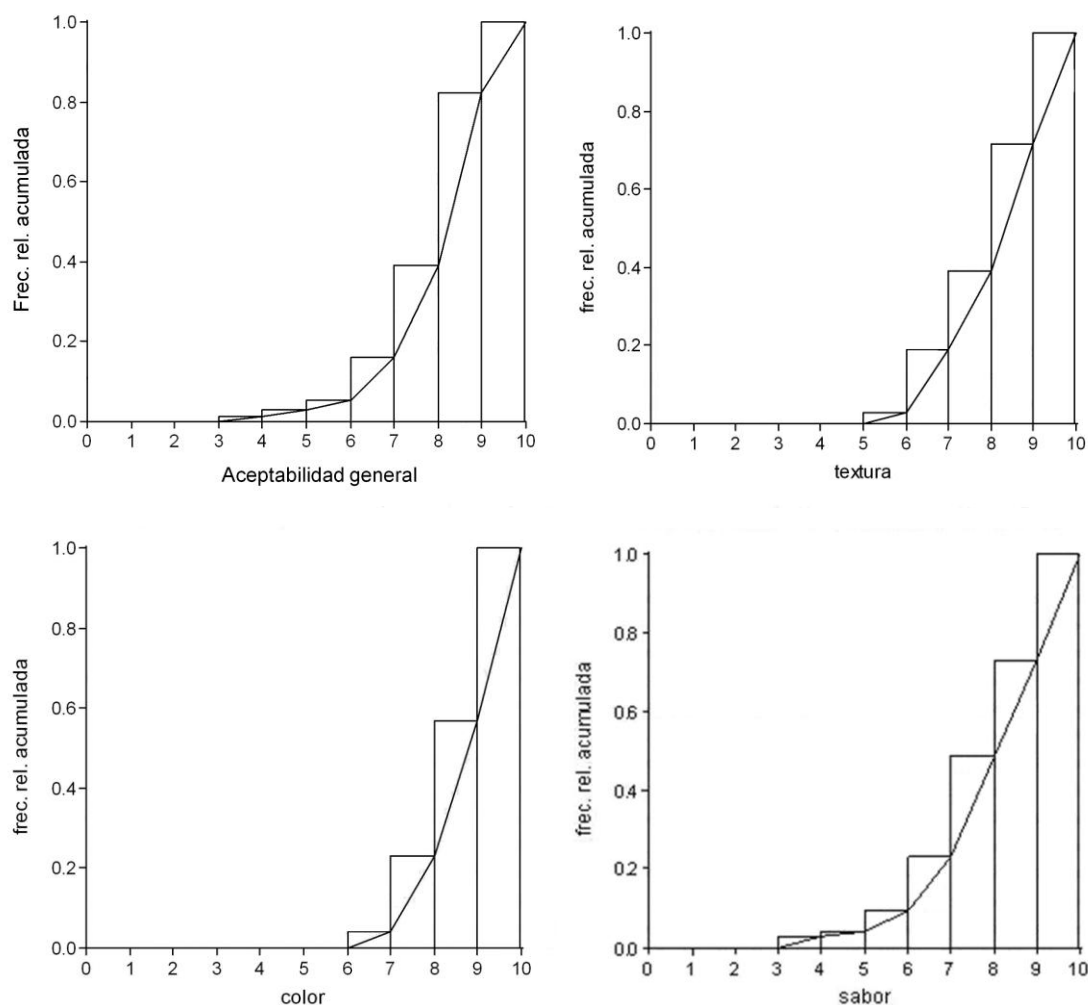 1.0
0.8
0.6
0.4
0.2
0.0
Frec. rel. acumulada
0 1 2 3 4 5 6 7 8 9 10
Aceptabilidad general
1.0
0.8
0.6
0.4
0.2
0.0
frec. rel. acumulada
0 1 2 3 4 5 6 7 8 9 10
textura
1.0
0.8
0.6
0.4
0.2
0.0
frec. rel. acumulada
0 1 2 3 4 5 6 7 8 9 10
color
1.0
0.8
0.6
0.4
0.2
0.0
frec. rel. acumulada
0 1 2 3 4 5 6 7 8 9 10
sabor